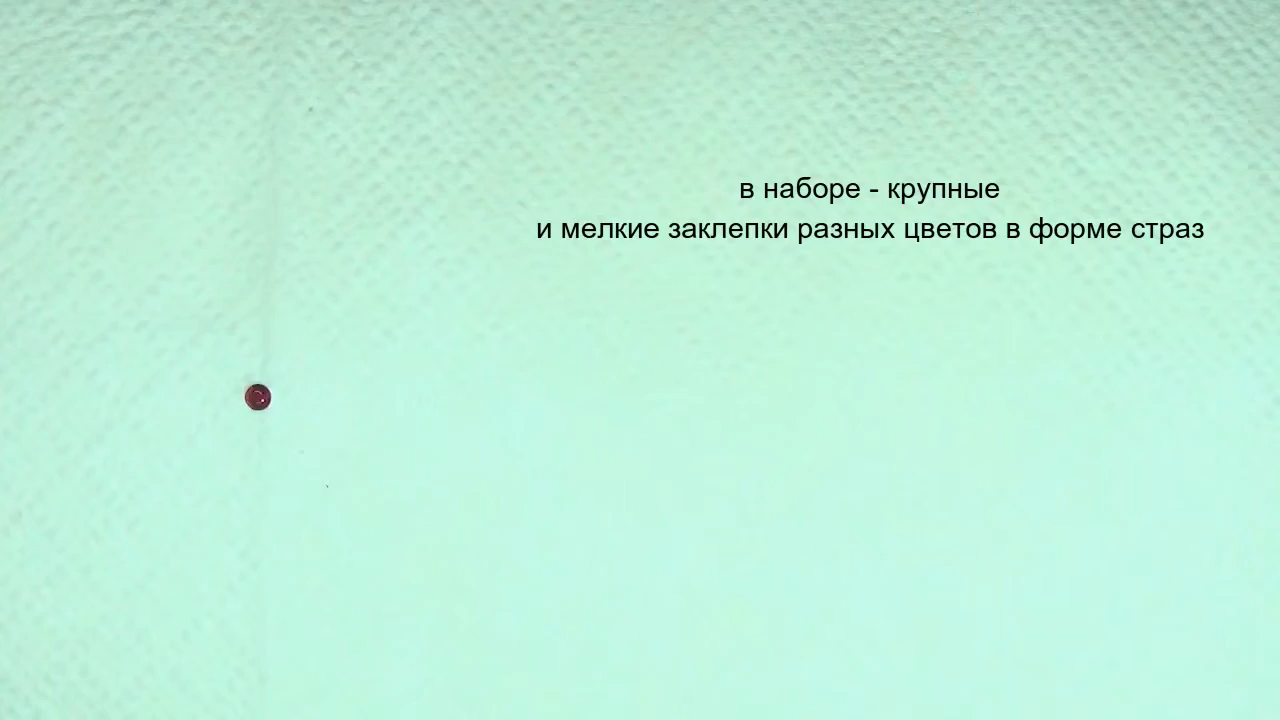 в наборе - крупные
и мелкие заклепки разных цветов в форме страз